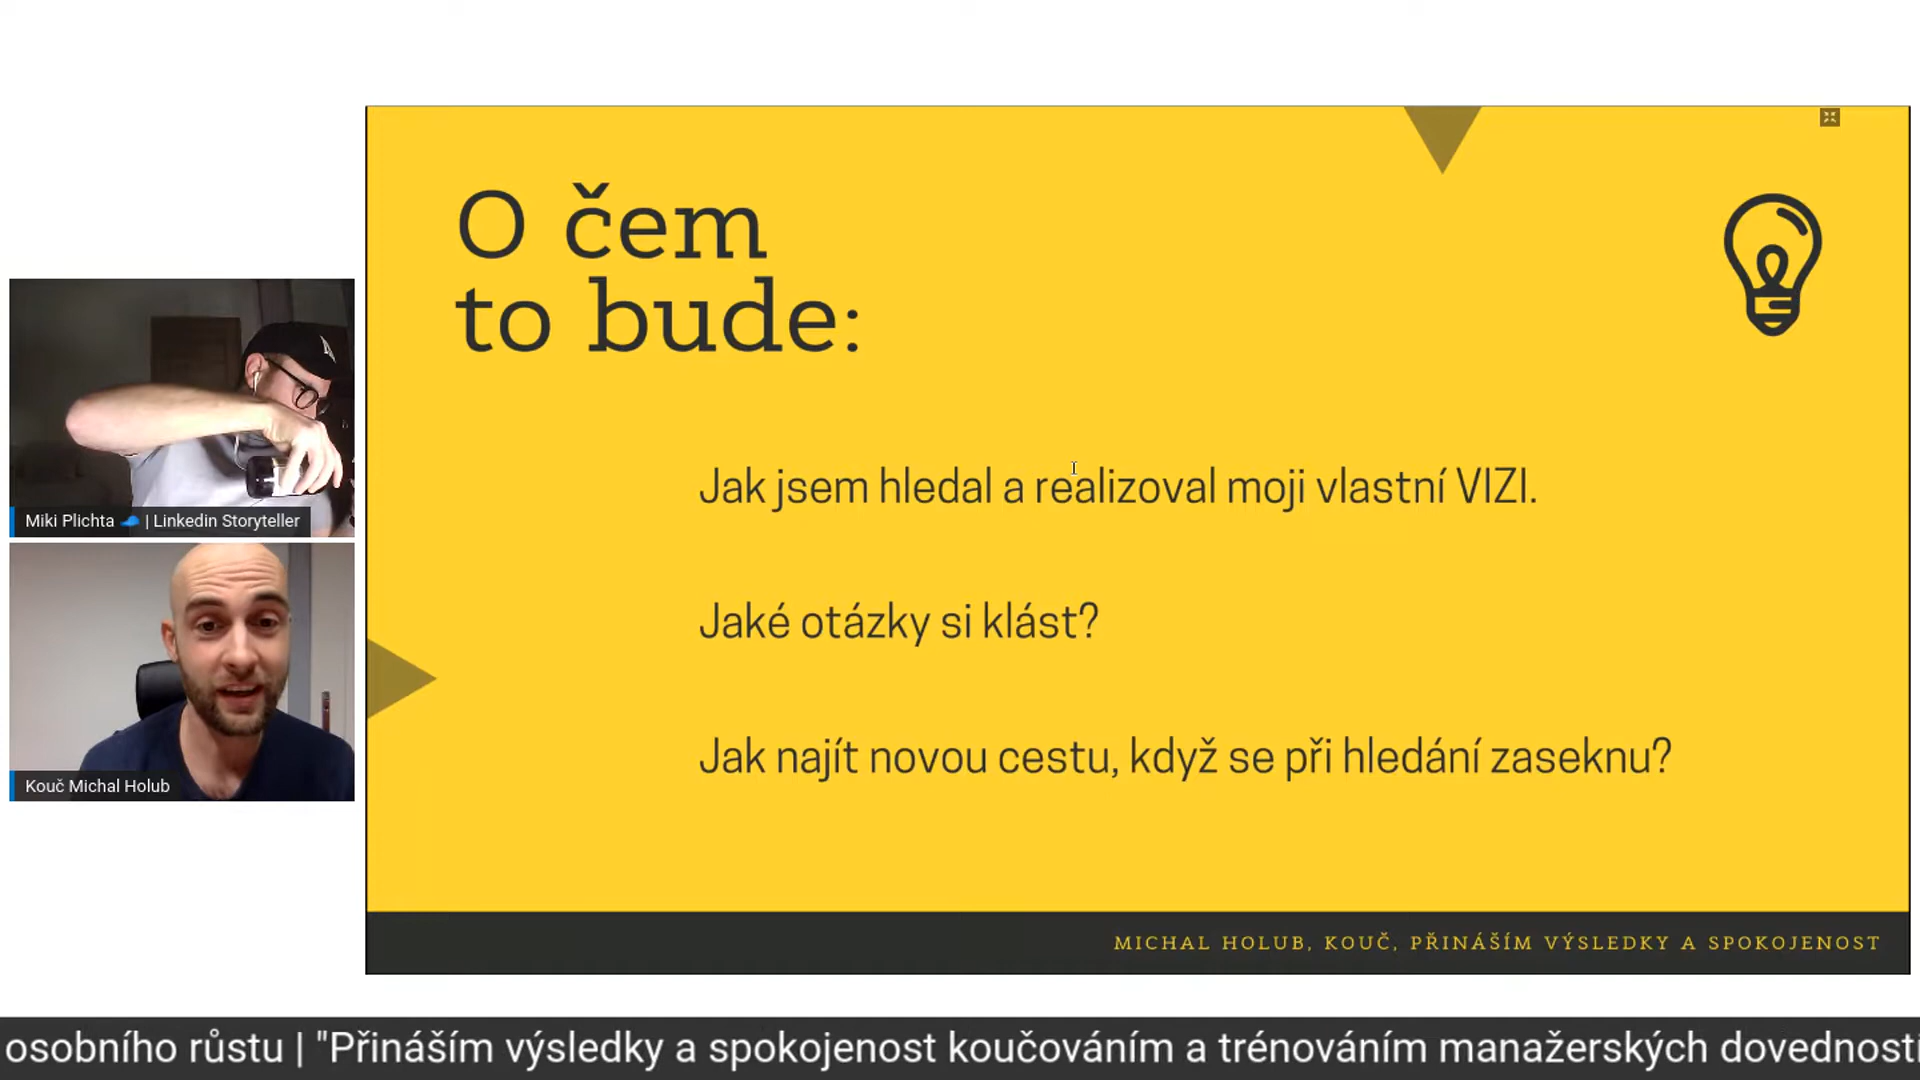 O čem
to bude:
Jak jsem hledal a realizoval moji vlastní VIZI.
Jaké otázky si klást?
Jak najít novou cestu, když se při hledání zaseknu?
MICHAL HOLUB, KOUČ, PŘINÁŠÍM VÝSLEDKY A SPOKOJENOST
Miki Plichta 🧢 | Linkedin Storyteller
Kouč Michal Holub
osobního růstu | "Přináším výsledky a spokojenost koučováním a trénováním manažerských dovedností